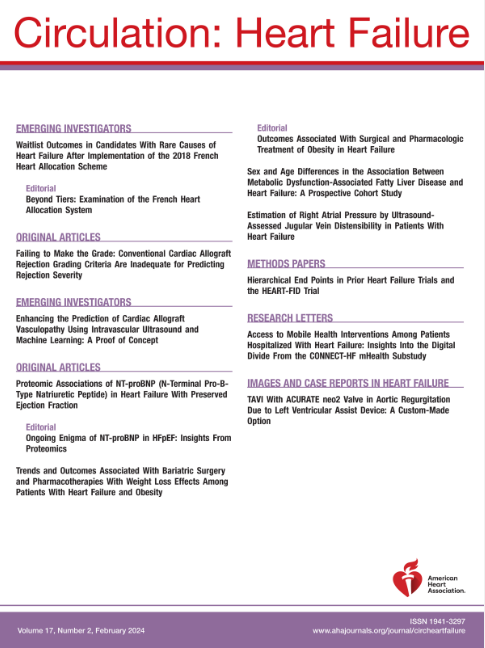 Circulation: Heart Failure
EMERGING INVESTIGATORS
Waitlist Outcomes in Candidates With Rare Causes of
Heart Failure After Implementation of the 2018 French
Heart Allocation Scheme
Editorial
Beyond Tiers: Examination of the French Heart
Allocation System
ORIGINAL ARTICLES
Failing to Make the Grade: Conventional Cardiac Allograft
Rejection Grading Criteria Are Inadequate for Predicting
Rejection Severity
EMERGING INVESTIGATORS
Enhancing the Prediction of Cardiac Allograft
Vasculopathy Using Intravascular Ultrasound and
Machine Learning: A Proof of Concept
ORIGINAL ARTICLES
Proteomic Associations of NT-proBNP (N-Terminal Pro-B-
Type Natriuretic Peptide) in Heart Failure With Preserved
Ejection Fraction
Editorial
Ongoing Enigma of NT-proBNP in HFpEF: Insights From
Proteomics
Trends and Outcomes Associated With Bariatric Surgery
and Pharmacotherapies With Weight Loss Effects Among
Patients With Heart Failure and Obesity
Editorial
Outcomes Associated With Surgical and Pharmacologic
Treatment of Obesity in Heart Failure
Sex and Age Differences in the Association Between
Metabolic Dysfunction-Associated Fatty Liver Disease and
Heart Failure: A Prospective Cohort Study
Estimation of Right Atrial Pressure by Ultrasound-
Assessed Jugular Vein Distensibility in Patients With
Heart Failure
METHODS PAPERS
Hierarchical End Points in Prior Heart Failure Trials and
the HEART-FID Trial
RESEARCH LETTERS
Access to Mobile Health Interventions Among Patients
Hospitalized With Heart Failure: Insights Into the Digital
Divide From the CONNECT-HF mHealth Substudy
IMAGES AND CASE REPORTS IN HEART FAILURE
TAVI With ACURATE neo2 Valve in Aortic Regurgitation
Due to Left Ventricular Assist Device: A Custom-Made
Option
American
Heart
Association.
ISSN 1941-3297
Volume 17, Number 2, February 2024
www.ahajournals.org/journal/circheartfailure